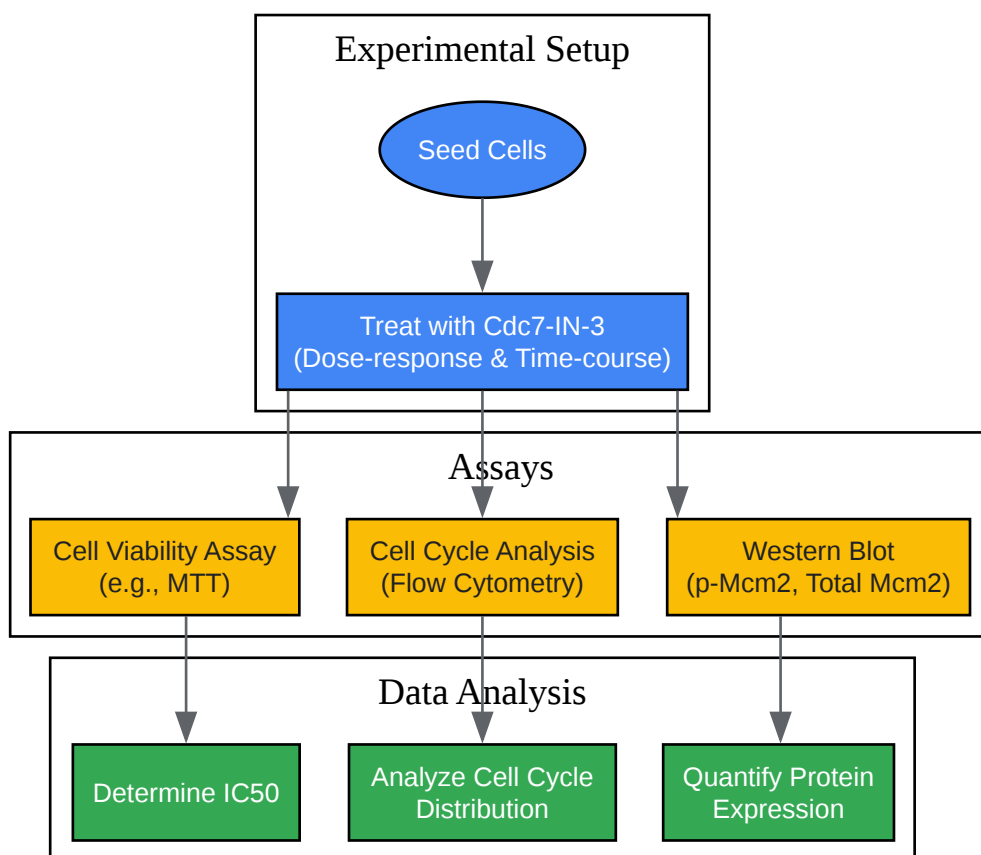 Experimental Setup
Seed Cells
Treat with Cdc7-IN-3
(Dose-response & Time-course)
Assays
Cell Viability Assay
(e.g., MTT)
Cell Cycle Analysis
(Flow Cytometry)
Western Blot
(p-Mcm2, Total Mcm2)
Data Analysis
Determine IC50
Analyze Cell Cycle
Distribution
Quantify Protein
Expression